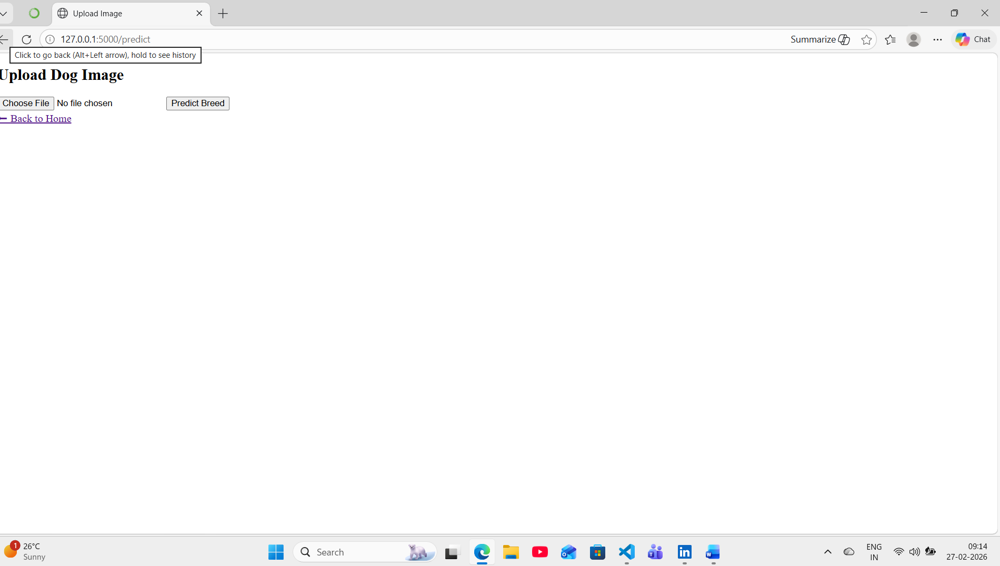 Upload Image
127.0.0.1:5000/predict
Summarize
Chat
Click to go back (Alt+Left arrow), hold to see history
Upload Dog Image
Choose File No file chosen
Predict Breed
← Back to Home
1
26°C
Sunny
Search
ENG
IN
09:14
27-02-2026